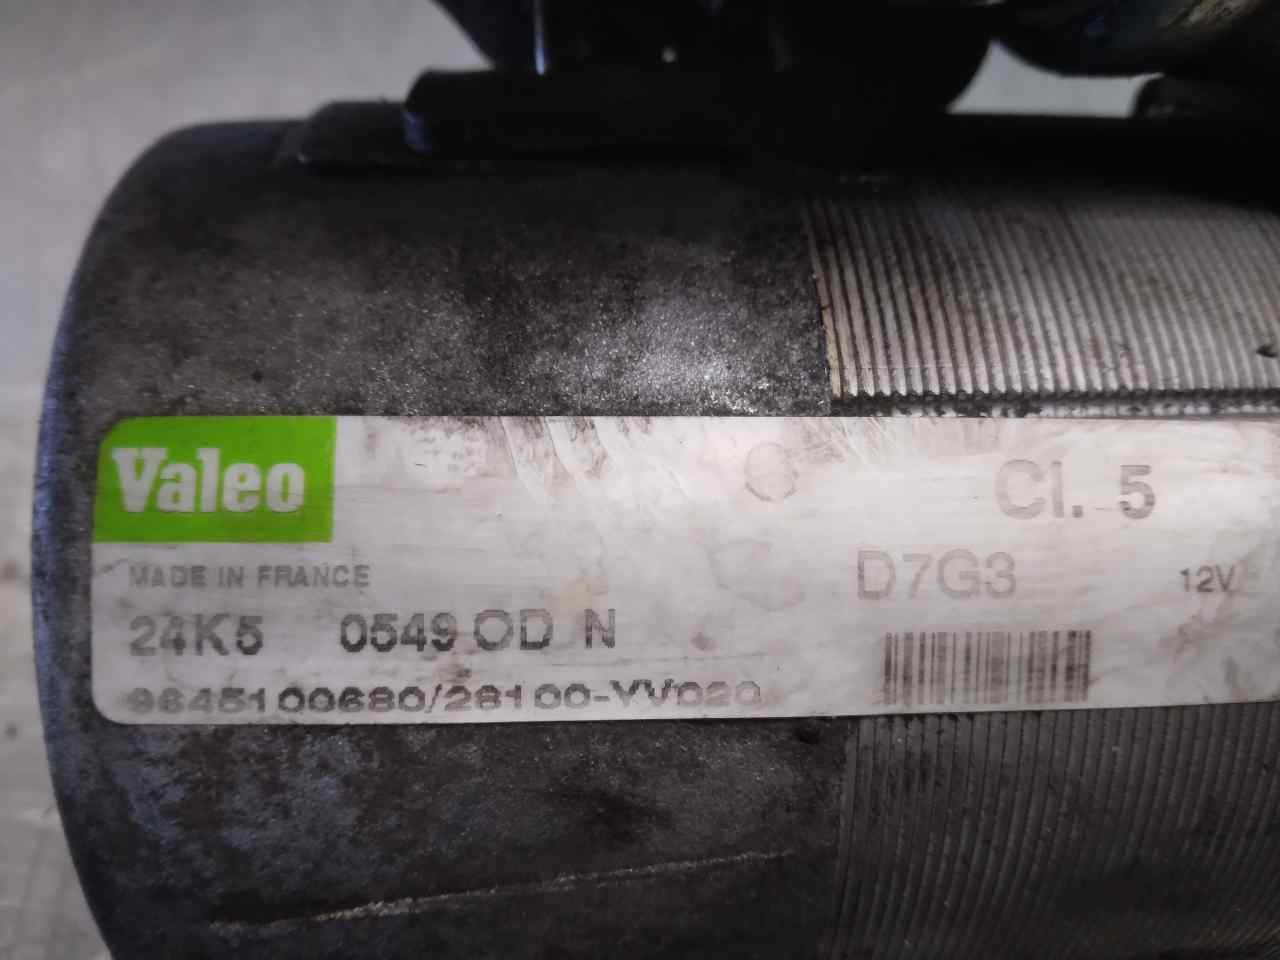 Valeo
Cl. 5
MADE IN FRANCE
D7G3
12V
24K5 0549 OD N
9645100680/28100-YV020